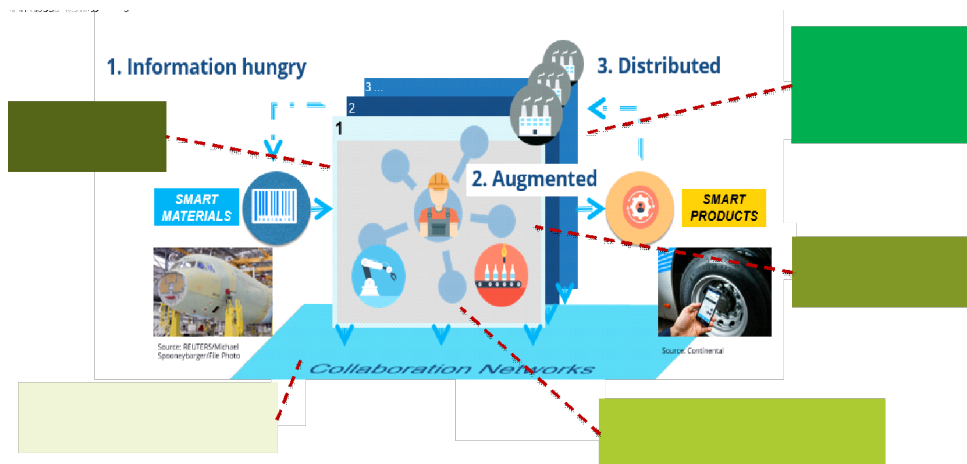 1. Information hungry
3. Distributed
3 ...
2
1
2. Augmented
SMART
MATERIALS
SMART
PRODUCTS
Source: REUTERS/Michael
Spooneybarger/File Photo
Source: Continental
Collaboration Networks